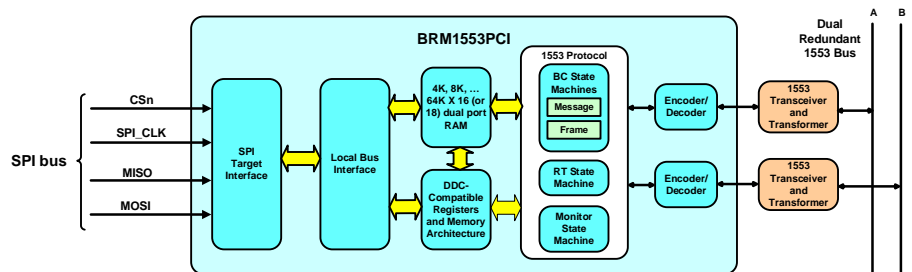 A
B
Dual
Redundant
1553 Bus
BRM1553PCI
SPI bus
CSn
SPI_CLK
MISO
MOSI
SPI
Target
Interface
Local Bus
Interface
4K, 8K, ...
64K X 16 (or
18) dual port
RAM
DDC-
Compatible
Registers
and Memory
Architecture
1553 Protocol
BC State
Machines
Message
Frame
RT State
Machine
Monitor
State
Machine
Encoder/
Decoder
Encoder/
Decoder
1553
Transceiver
and
Transformer
1553
Transceiver
and
Transformer